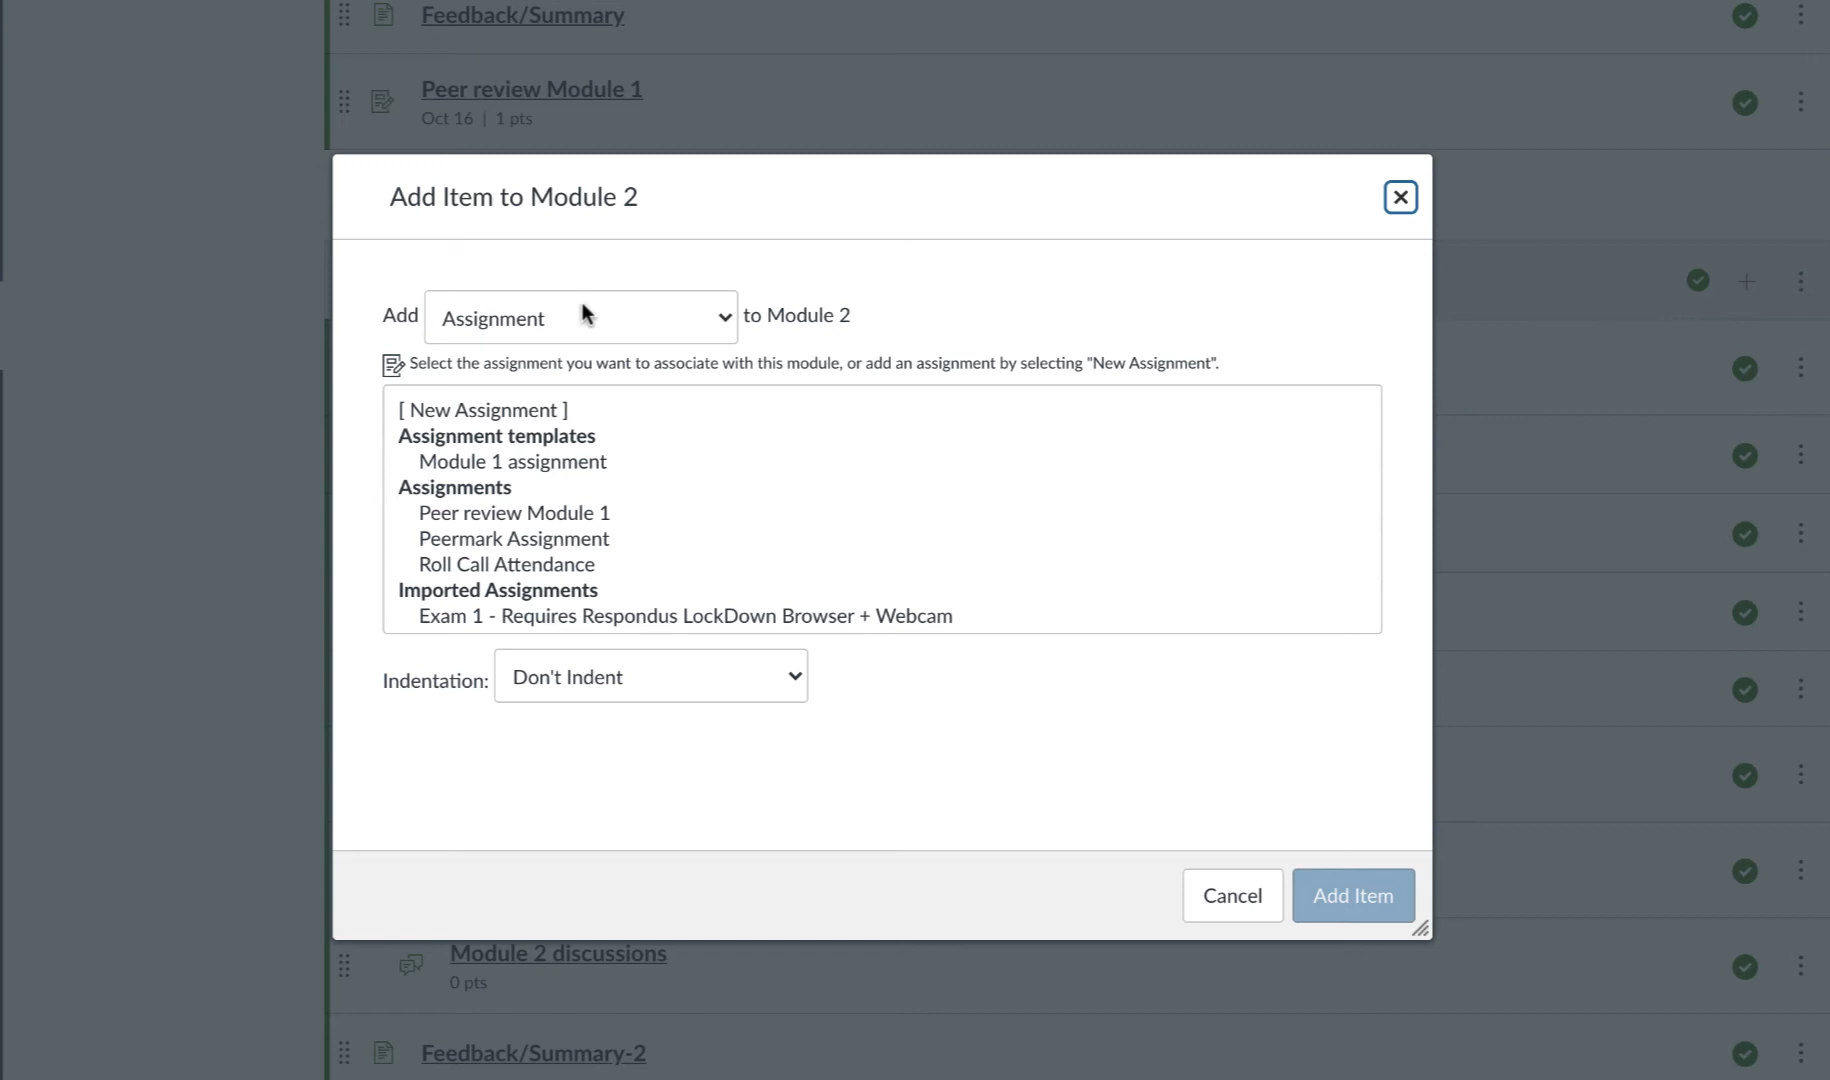 Feedback/Summary
Peer review Module 1
Oct 16 | 1 pts
Add Item to Module 2
Add Assignment to Module 2
Select the assignment you want to associate with this module, or add an assignment by selecting "New Assignment".
[ New Assignment ]
Assignment templates
Module 1 assignment
Assignments
Peer review Module 1
Peermark Assignment
Roll Call Attendance
Imported Assignments
Exam 1 - Requires Respondus LockDown Browser + Webcam
Indentation: Don't Indent
Cancel Add Item
Module 2 discussions
0 pts
Feedback/Summary-2